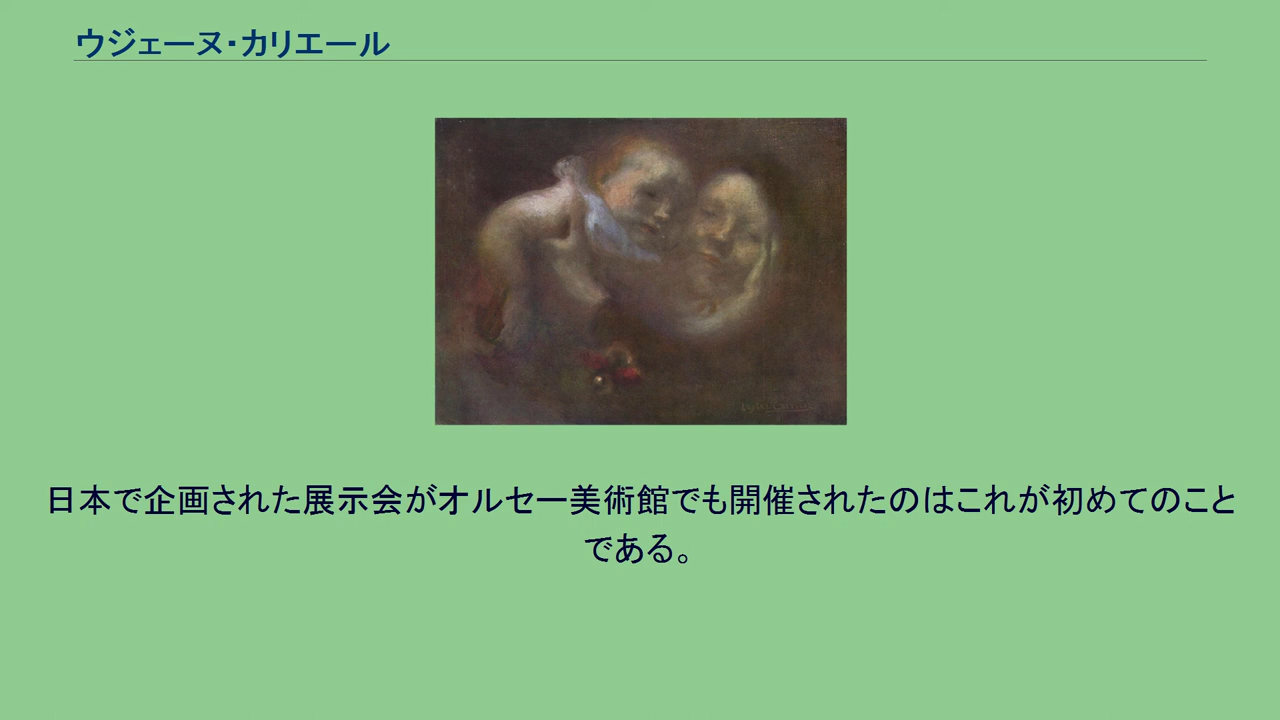 ウジェーヌ・カリエール
日本で企画された展示会がオルセー美術館でも開催されたのはこれが初めてのこと
である。